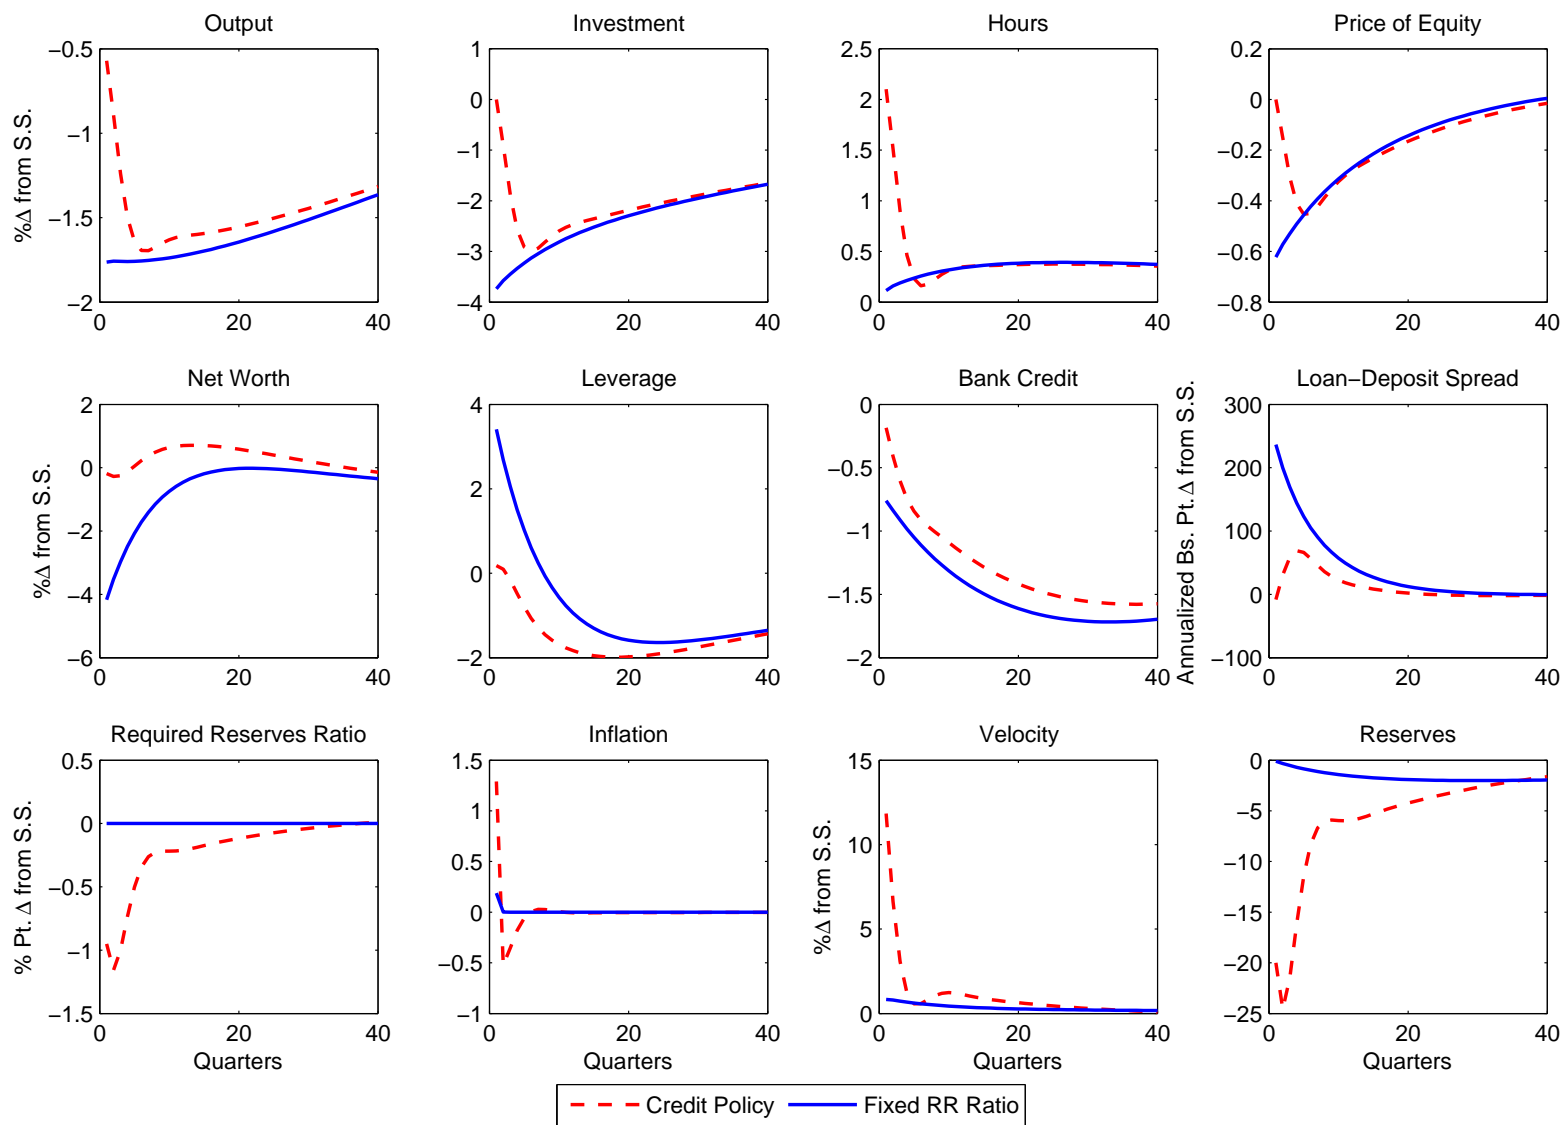 Output
Investment
Hours
Price of Equity
%Δ from S.S.
−0.5
−1
−1.5
−2
0 20 40
1
0
−1
−2
−3
−4
0 20 40
2.5
2
1.5
1
0.5
0
0 20 40
0.2
0
−0.2
−0.4
−0.6
−0.8
0 20 40
Net Worth
Leverage
Bank Credit
Loan−Deposit Spread
%Δ from S.S.
2
0
−2
−4
−6
0 20 40
4
2
0
−2
0 20 40
0
−0.5
−1
−1.5
−2
0 20 40
Annualized Bs. Pt. Δ from S.S.
300
200
100
0
−100
0 20 40
Required Reserves Ratio
Inflation
Velocity
Reserves
% Pt. Δ from S.S.
0.5
0
−0.5
−1
−1.5
0 20 40
Quarters
1.5
1
0.5
0
−0.5
−1
0 20 40
%Δ from S.S.
15
10
5
0
0 20 40
Quarters
0
−5
−10
−15
−20
−25
0 20 40
Quarters
Credit Policy
Fixed RR Ratio